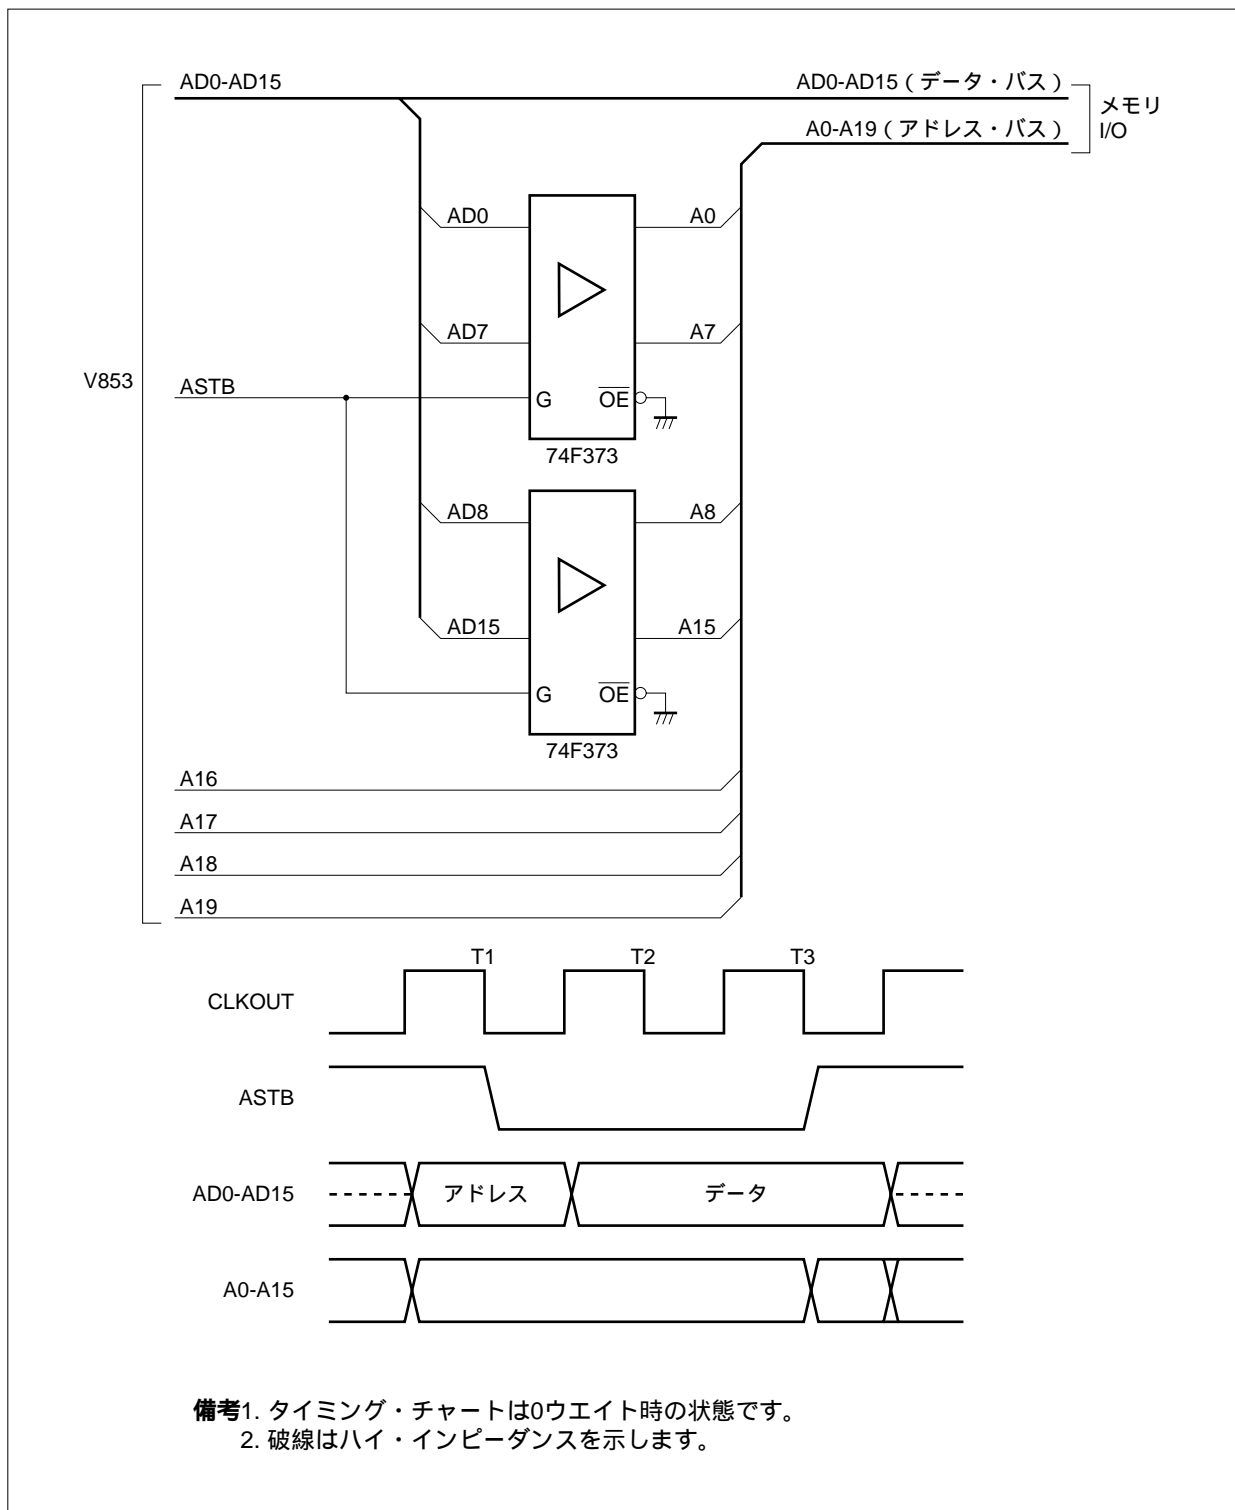 AD0-AD15
AD0-AD15（データ・バス）
A0-A19（アドレス・バス）
メモリ
I/O
AD0
A0
AD7
A7
V853
ASTB
G
OE
74F373
AD8
A8
AD15
A15
G
OE
74F373
A16
A17
A18
A19
T1
T2
T3
CLKOUT
ASTB
AD0-AD15
アドレス
データ
A0-A15
備考1. タイミング・チャートは0ウエイト時の状態です。
2. 破線はハイ・インピーダンスを示します。